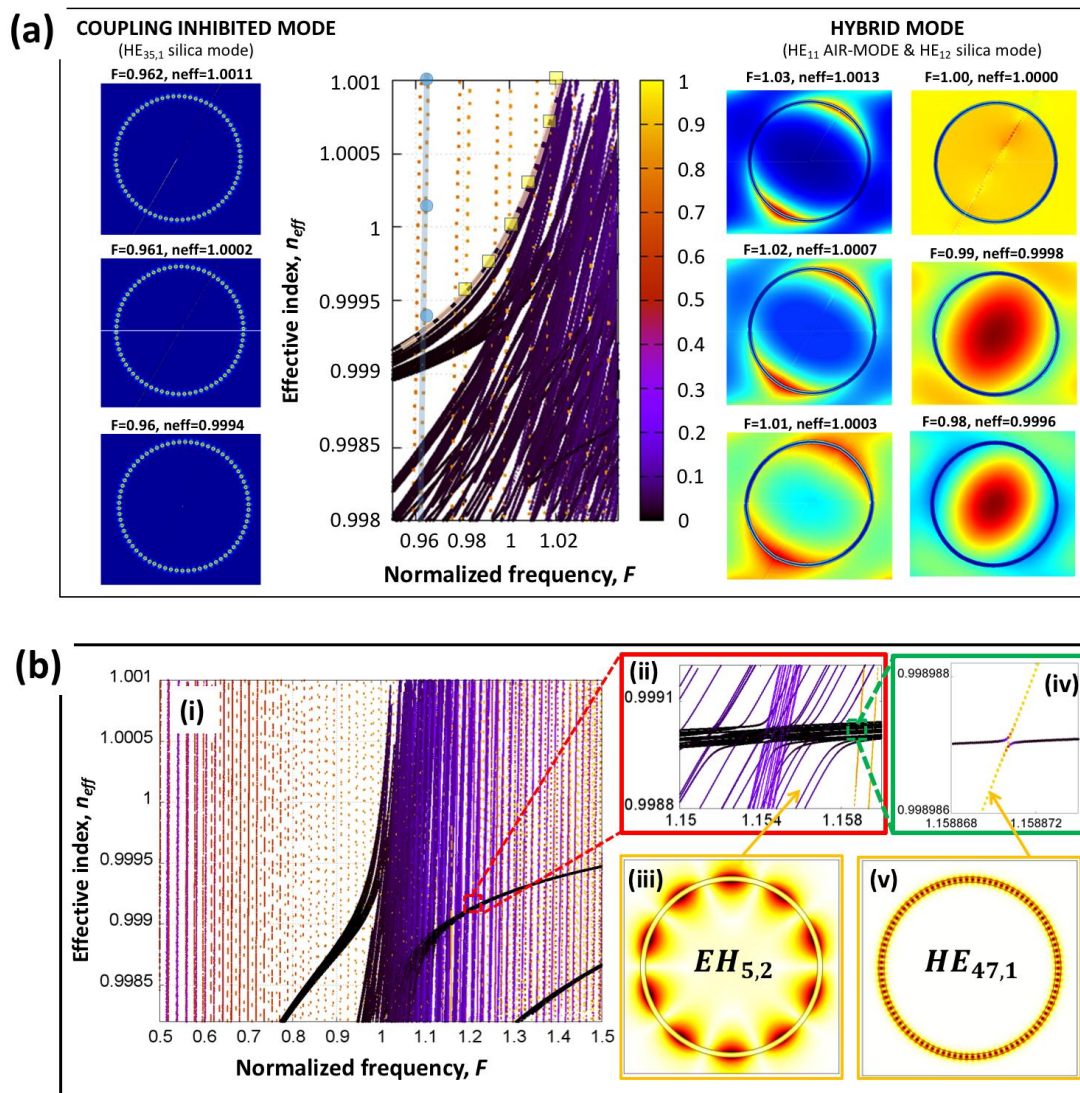 (a)
COUPLING INHIBITED MODE
(HE35,1 silica mode)
F=0.962, neff=1.0011
F=0.961, neff=1.0002
F=0.96, neff=0.9994
1.001
1.0005
1
0.9995
0.999
0.9985
0.998
Effective index, neff
0.96 0.98 1 1.02
Normalized frequency, F
1
0.9
0.8
0.7
0.6
0.5
0.4
0.3
0.2
0.1
0
HYBRID MODE
(HE11 AIR-MODE & HE12 silica mode)
F=1.03, neff=1.0013
F=1.00, neff=1.0000
F=1.02, neff=1.0007
F=0.99, neff=0.9998
F=1.01, neff=1.0003
F=0.98, neff=0.9996
(b)
(i)
1.001
1.0005
1
0.9995
0.999
0.9985
Effective index, neff
0.5 0.6 0.7 0.8 0.9 1 1.1 1.2 1.3 1.4 1.5
Normalized frequency, F
(ii)
0.9991
0.9988
1.15 1.154 1.158
(iv)
0.998988
0.998986
1.158868 1.158872
(iii)
EH5,2
(v)
HE47,1